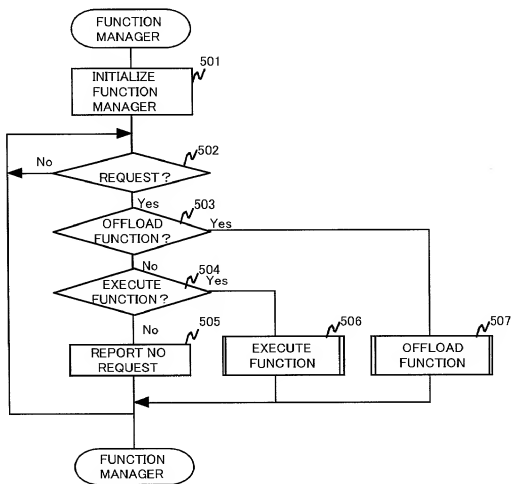 FUNCTION
MANAGER
501
INITIALIZE
FUNCTION
MANAGER
502
No
REQUEST?
Yes
503
OFFLOAD
FUNCTION?
Yes
No
504
EXECUTE
FUNCTION?
Yes
No
505
REPORT NO
REQUEST
506
EXECUTE
FUNCTION
507
OFFLOAD
FUNCTION
FUNCTION
MANAGER